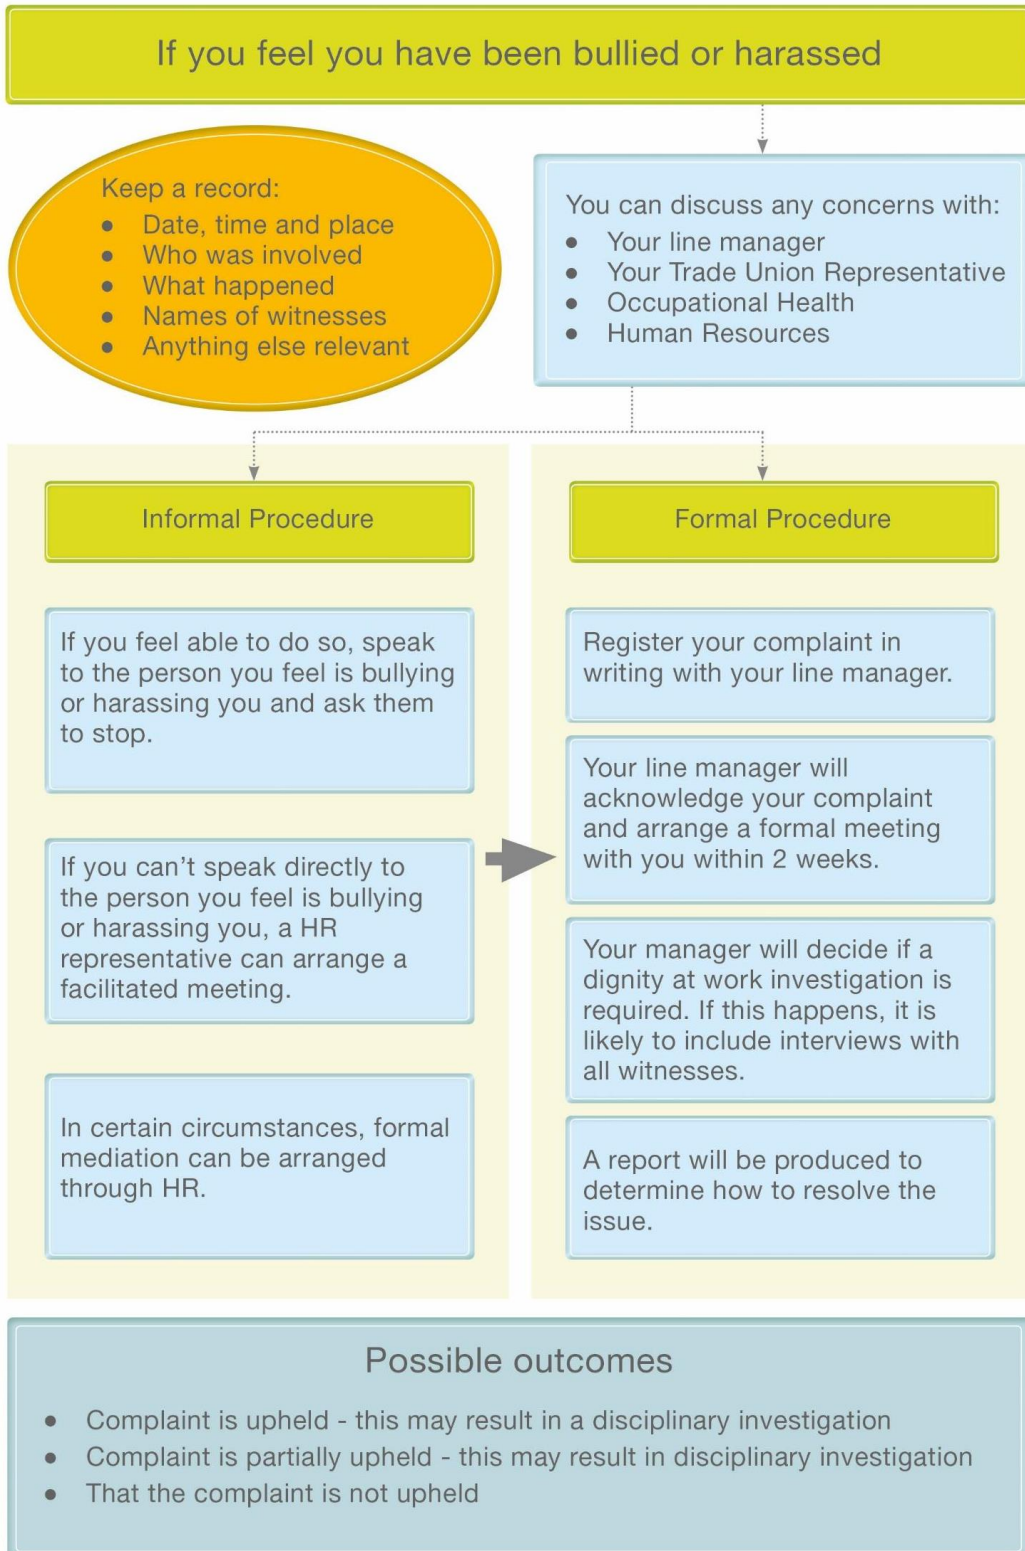 If you feel you have been bullied or harassed
Keep a record:
● Date, time and place
● Who was involved
● What happened
● Names of witnesses
● Anything else relevant
You can discuss any concerns with:
● Your line manager
● Your Trade Union Representative
● Occupational Health
● Human Resources
Informal Procedure
If you feel able to do so, speak
to the person you feel is bullying
or harassing you and ask them
to stop.
If you can't speak directly to
the person you feel is bullying
or harassing you, a HR
representative can arrange a
facilitated meeting.
In certain circumstances, formal
mediation can be arranged
through HR.
Formal Procedure
Register your complaint in
writing with your line manager.
Your line manager will
acknowledge your complaint
and arrange a formal meeting
with you within 2 weeks.
Your manager will decide if a
dignity at work investigation is
required. If this happens, it is
likely to include interviews with
all witnesses.
A report will be produced to
determine how to resolve the
issue.
Possible outcomes
● Complaint is upheld - this may result in a disciplinary investigation
● Complaint is partially upheld - this may result in disciplinary investigation
● That the complaint is not upheld